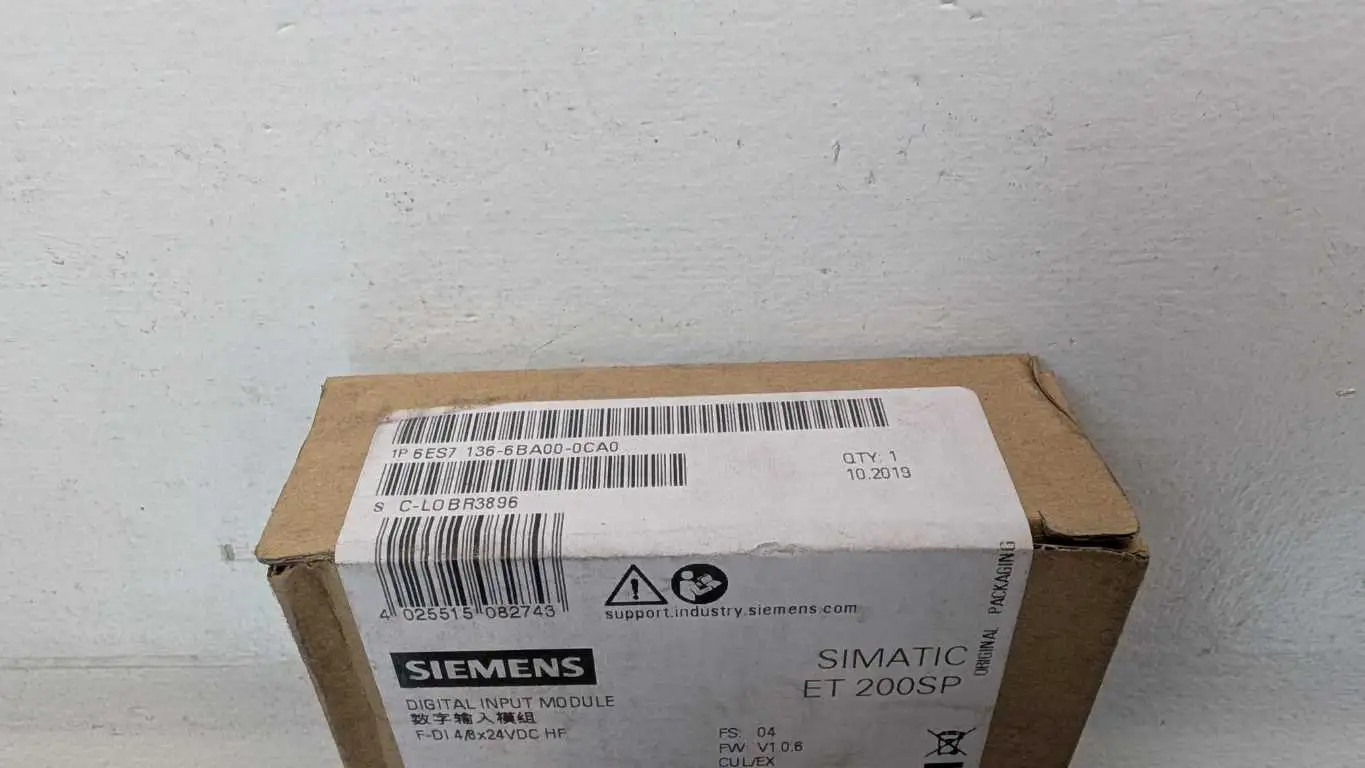 1P 6ES7 136-6BA00-0CA0
QTY: 1
10.2019
S C-L0BR3896
4 025515 082743
support.industry.siemens.com
ORIGINAL PACKAGING
SIEMENS
SIMATIC
ET 200SP
DIGITAL INPUT MODULE
数字输入模组
F-DI 4/8x24VDC HF
FS: 04
FW: V1.0.6
CUL/EX